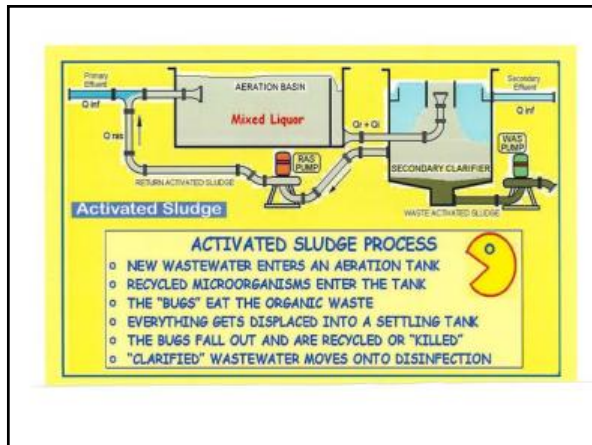 Primary
Effluent
Q inf
Q ras
AERATION BASIN
Mixed Liquor
Qr + Qi
Secondary
Effluent
Q inf
RAS
PUMP
WAS
PUMP
SECONDARY CLARIFIER
RETURN ACTIVATED SLUDGE
WASTE ACTIVATED SLUDGE
Activated Sludge
ACTIVATED SLUDGE PROCESS
o NEW WASTEWATER ENTERS AN AERATION TANK
o RECYCLED MICROORGANISMS ENTER THE TANK
o THE "BUGS" EAT THE ORGANIC WASTE
o EVERYTHING GETS DISPLACED INTO A SETTLING TANK
o THE BUGS FALL OUT AND ARE RECYCLED OR "KILLED"
o "CLARIFIED" WASTEWATER MOVES ONTO DISINFECTION